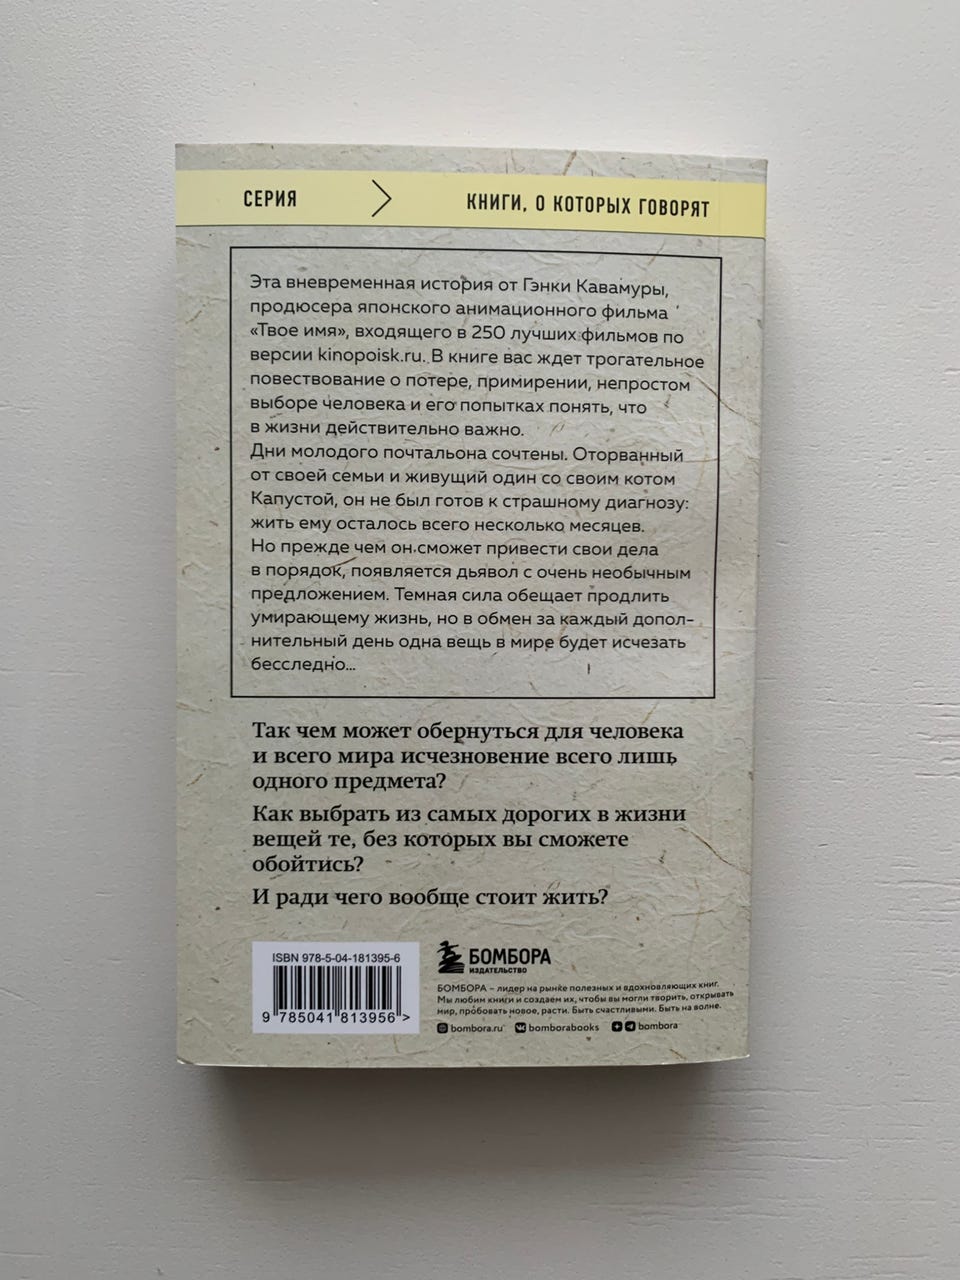 СЕРИЯ > КНИГИ, О КОТОРЫХ ГОВОРЯТ
Эта вневременная история от Гэнки Кавамуры,
продюсера японского анимационного фильма
«Твое имя», входящего в 250 лучших фильмов по
версии kinopoisk.ru. В книге вас ждет трогательное
повествование о потере, примирении, непростом
выборе человека и его попытках понять, что
в жизни действительно важно.
Дни молодого почтальона сочтены. Оторванный
от своей семьи и живущий один со своим котом
Капустой, он не был готов к страшному диагнозу:
жить ему осталось всего несколько месяцев.
Но прежде чем он сможет привести свои дела
в порядок, появляется дьявол с очень необычным
предложением. Темная сила обещает продлить
умирающему жизнь, но в обмен за каждый допол-
нительный день одна вещь в мире будет исчезать
бесследно...
Так чем может обернуться для человека
и всего мира исчезновение всего лишь
одного предмета?
Как выбрать из самых дорогих в жизни
вещей те, без которых вы сможете
обойтись?
И ради чего вообще стоит жить?
ISBN 978-5-04-181395-6
9 785041 813956 >
БОМБОРА
ИЗДАТЕЛЬСТВО
БОМБОРА – лидер на рынке полезных и вдохновляющих книг.
Мы любим книги и создаем их, чтобы вы могли творить, открывать
мир, пробовать новое, расти. Быть счастливыми. Быть на волне.
bombora.ru bomborabooks bombora